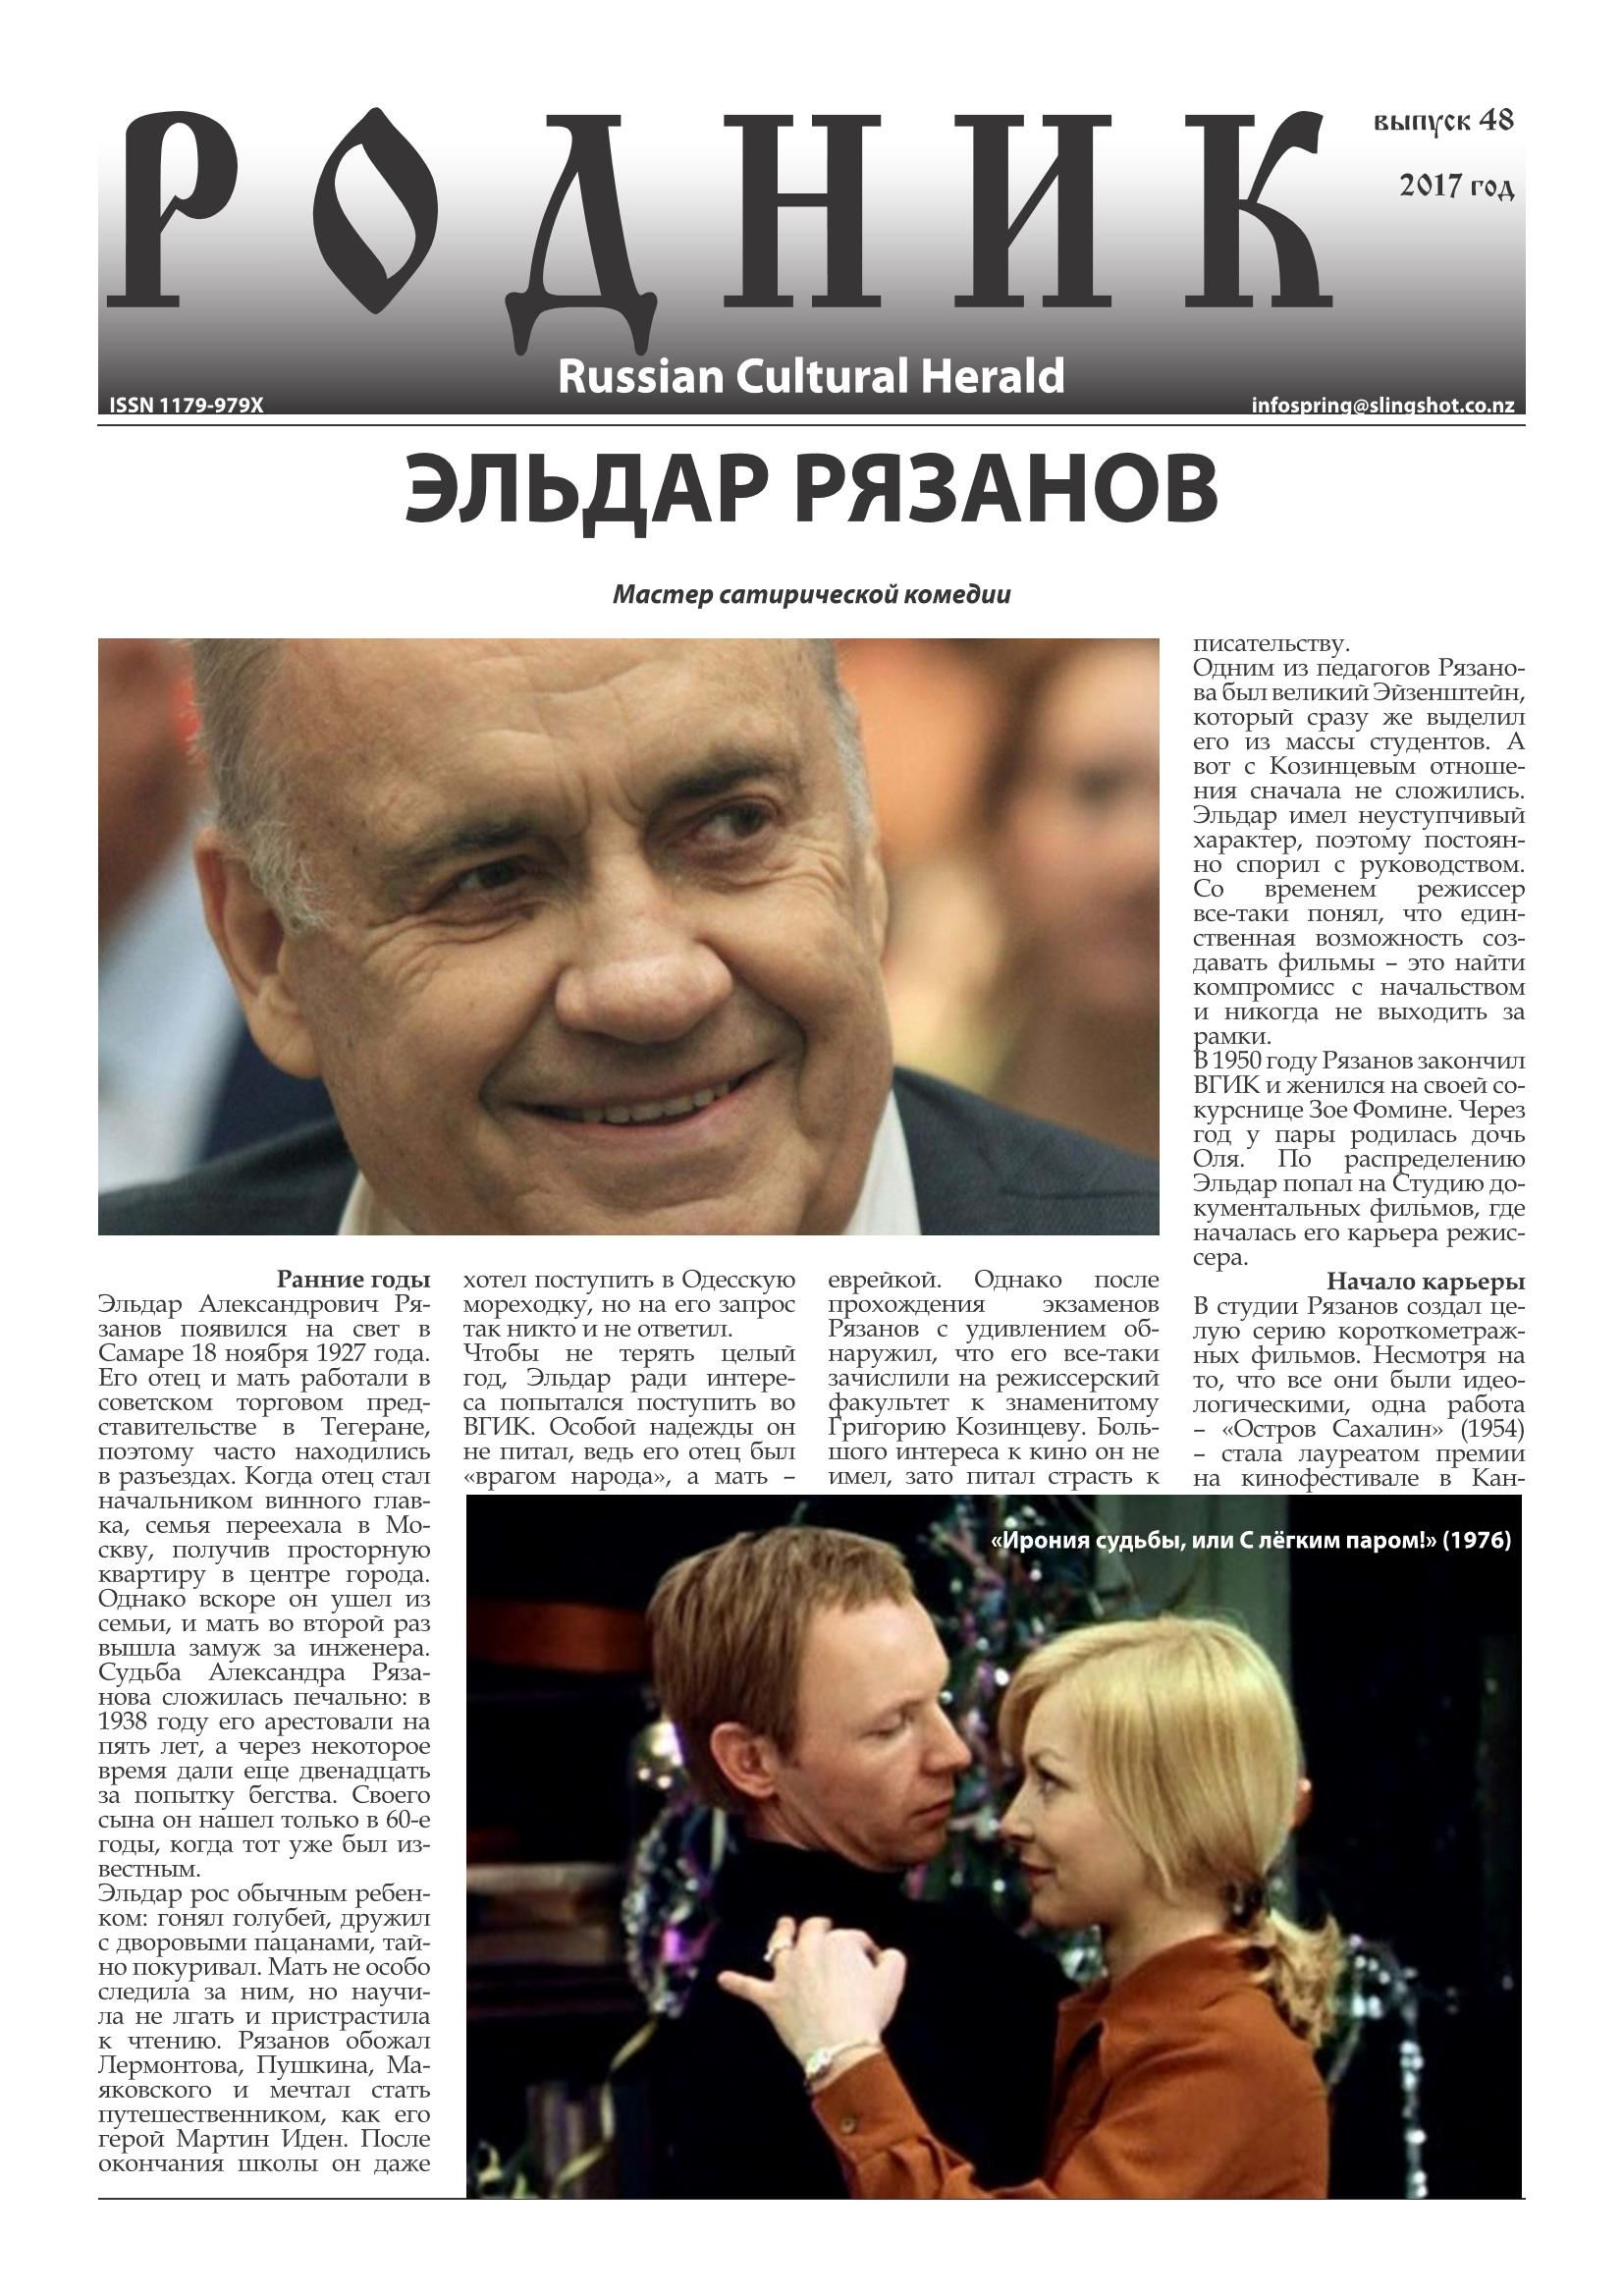 РОДНИК
выпуск 48
2017 год
Russian Cultural Herald
ISSN 1179-979X
infospring@slingshot.co.nz
ЭЛЬДАР РЯЗАНОВ
Мастер сатирической комедии
Ранние годы
Эльдар Александрович Ря-
занов появился на свет в
Самаре 18 ноября 1927 года.
Его отец и мать работали в
советском торговом пред-
ставительстве в Тегеране,
поэтому часто находились
в разъездах. Когда отец стал
начальником винного глав-
ка, семья переехала в Мо-
скву, получив просторную
квартиру в центре города.
Однако вскоре он ушел из
семьи, и мать во второй раз
вышла замуж за инженера.
Судьба Александра Ряза-
нова сложилась печально: в
1938 году его арестовали на
пять лет, а через некоторое
время дали еще двенадцать
за попытку бегства. Своего
сына он нашел только в 60-е
годы, когда тот уже был из-
вестным.
Эльдар рос обычным ребен-
ком: гонял голубей, дружил
с дворовыми пацанами, тай-
но покуривал. Мать не особо
следила за ним, но научи-
ла не лгать и пристрастила
к чтению. Рязанов обожал
Лермонтова, Пушкина, Ма-
яковского и мечтал стать
путешественником, как его
герой Мартин Иден. После
окончания школы он даже
хотел поступить в Одесскую
мореходку, но на его запрос
так никто и не ответил.
Чтобы не терять целый
год, Эльдар ради интере-
са попытался поступить во
ВГИК. Особой надежды он
не питал, ведь его отец был
«врагом народа», а мать –
еврейкой. Однако после
прохождения экзаменов
Рязанов с удивлением об-
наружил, что его все-таки
зачислили на режиссерский
факультет к знаменитому
Григорию Козинцеву. Боль-
шого интереса к кино он не
имел, зато питал страсть к
писательству.
Одним из педагогов Рязано-
ва был великий Эйзенштейн,
который сразу же выделил
его из массы студентов. А
вот с Козинцевым отноше-
ния сначала не сложились.
Эльдар имел неуступчивый
характер, поэтому постоян-
но спорил с руководством.
Со временем режиссер
все-таки понял, что един-
ственная возможность соз-
давать фильмы – это найти
компромисс с начальством
и никогда не выходить за
рамки.
В 1950 году Рязанов закончил
ВГИК и женился на своей со-
курснице Зое Фомине. Через
год у пары родилась дочь
Оля. По распределению
Эльдар попал на Студию до-
кументальных фильмов, где
началась его карьера режис-
сера.
Начало карьеры
В студии Рязанов создал це-
лую серию короткометраж-
ных фильмов. Несмотря на
то, что все они были идео-
логическими, одна работа
– «Остров Сахалин» (1954)
– стала лауреатом премии
на кинофестивале в Кан-
«Ирония судьбы, или С лёгким паром!» (1976)